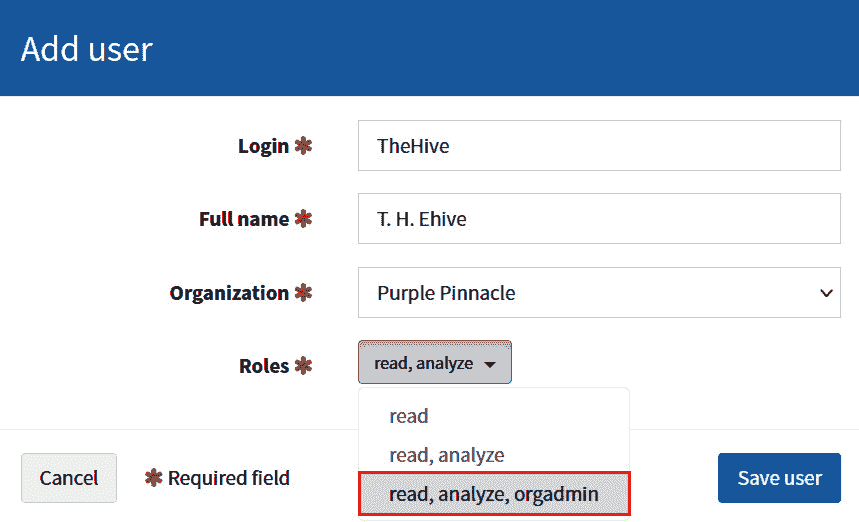 Add user
Login ✱ TheHive
Full name ✱ T. H. Ehive
Organization ✱ Purple Pinnacle
Roles ✱ read, analyze
read
read, analyze
Cancel ✱ Required field read, analyze, orgadmin Save user